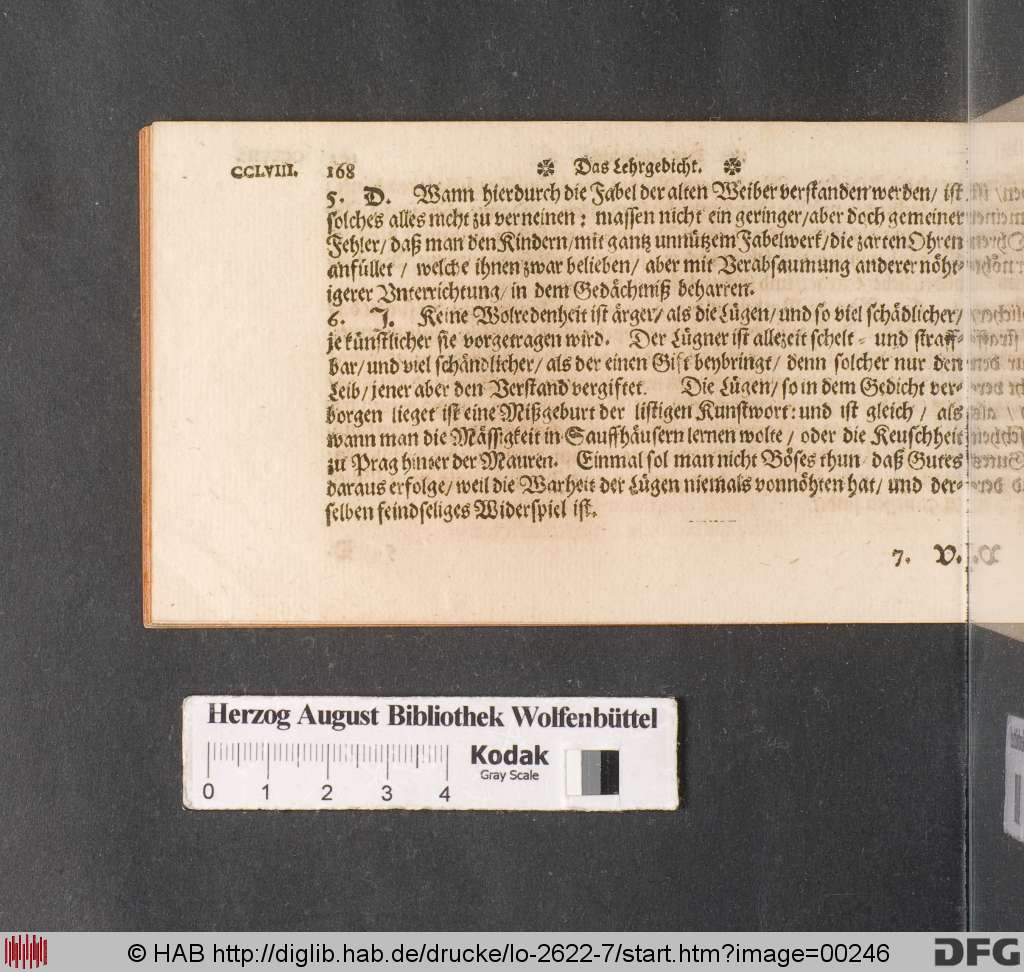 CCLVIII. 168 Das Lehrgedicht.
5. D. Wann hierdurch die Fabel der alten Weiber verstanden werden/ ist
solches alles nicht zu verneinen: massen nicht ein geringer/ aber doch gemeiner
Fehler/ daß man den Kindern/ mit gantz unnützem Fabelwerk/ die zarten Ohren
anfüllet / welche ihnen zwar belieben/ aber mit Verabsaumung anderer nöht-
igerer Vnterrichtung/ in dem Gedächtniß beharren.
6. J. Keine Wolredenheit ist ärger/ als die Lügen/ und so viel schädlicher/
je künstlicher sie vorgetragen wird. Der Lügner ist allezeit schelt- und straff-
bar/ und viel schändlicher/ als der einen Gift beybringt/ denn solcher nur den
Leib/ jener aber den Verstand vergiftet. Die Lügen/ so in dem Gedicht ver-
borgen lieget ist eine Mißgeburt der listigen Kunstwort: und ist gleich / als
wann man die Mässigkeit in Sauffhäusern lernen wolte / oder die Keuschheit
zu Prag hinter der Mauren. Einmal sol man nicht Böses thun daß Gutes
daraus erfolge/ weil die Warheit der Lügen niemals vonnöhten hat/ und der-
selben feindseliges Widerspiel ist.
7. V.
Herzog August Bibliothek Wolfenbüttel
Kodak
Gray Scale
0 1 2 3 4
© HAB http://diglib.hab.de/drucke/lo-2622-7/start.htm?image=00246
DFG